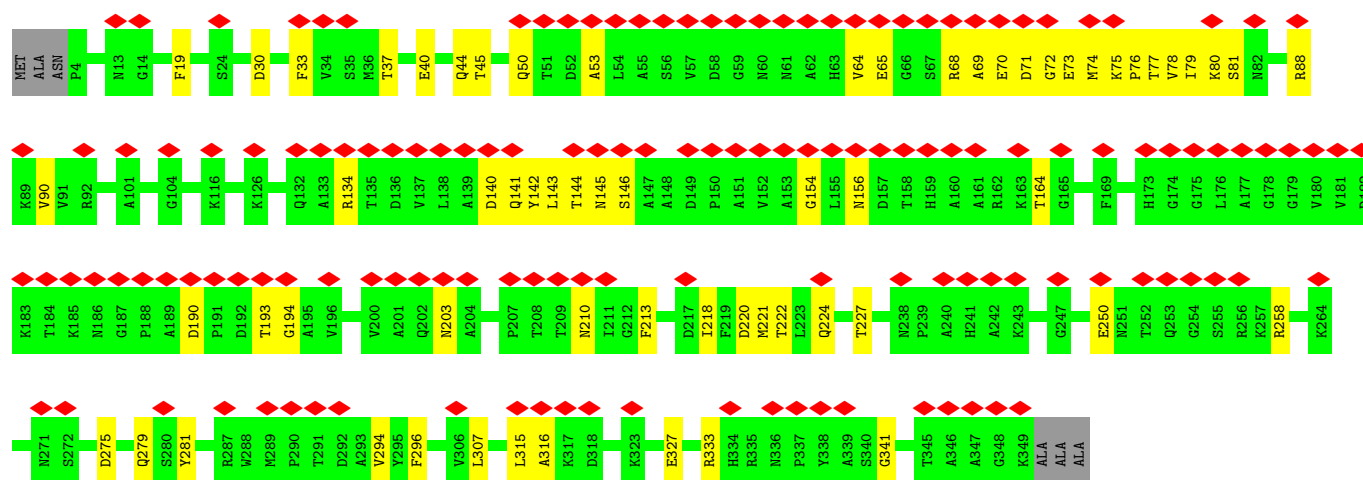 MET ALA ASN P4 N13 G14 F19 S24 D30 F33 V34 S35 M36 T37 E40 Q44 T45 Q50 T51 D52 A53 L54 A55 S56 V57 D58 G59 N60 N61 A62 H63 V64 E65 G66 S67 R68 A69 E70 D71 G72 E73 M74 K75 P76 T77 V78 I79 K80 S81 N82 R88
K89 V90 V91 R92 A101 G104 K116 K126 Q132 A133 R134 T135 D136 V137 L138 A139 D140 Q141 Y142 L143 T144 N145 S146 A147 A148 D149 P150 A151 V152 A153 G154 L155 N156 D157 T158 H159 A160 A161 R162 K163 T164 G165 F169 H173 G174 G175 L176 A177 G178 G179 V180 V181
K183 T184 K185 N186 G187 P188 A189 D190 P191 D192 T193 G194 A195 V196 V200 A201 Q202 N203 A204 P207 T208 T209 N210 I211 G212 F213 D217 I218 F219 D220 M221 T222 L223 Q224 T227 N238 P239 A240 H241 A242 K243 G247 E250 N251 T252 Q253 G254 S255 R256 K257 R258 K264
N271 S272 D275 Q279 S280 Y281 R287 W288 M289 P290 T291 D292 A293 V294 Y295 F296 V306 L307 L315 A316 K317 D318 K323 E327 R333 H334 R335 N336 P337 Y338 A339 S340 G341 T345 A346 A347 G348 K349 ALA ALA ALA